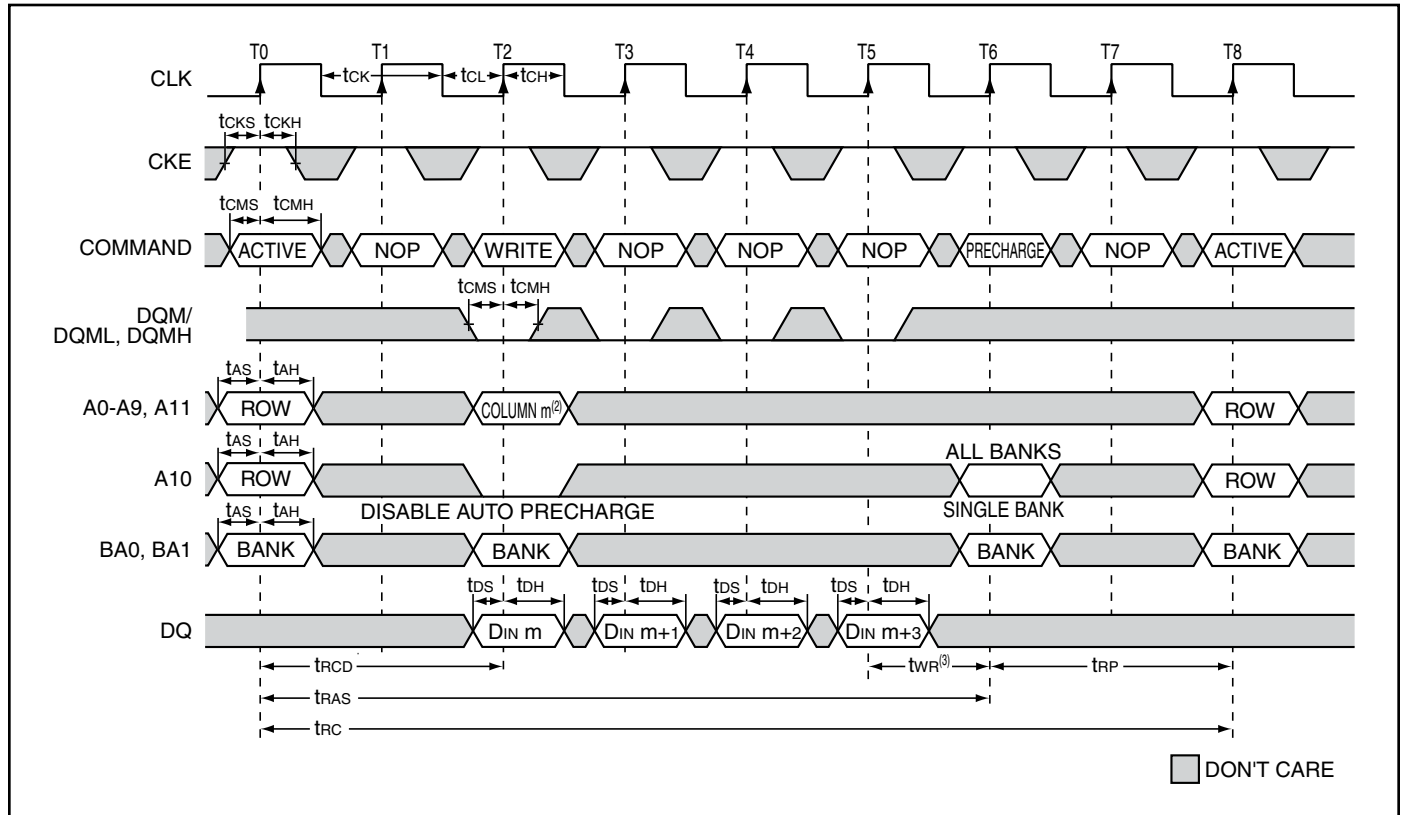 T0 T1 T2 T3 T4 T5 T6 T7 T8
CLK
tCK tCL tCH
tCKS tCKH
CKE
tCMS tCMH
COMMAND ACTIVE NOP WRITE NOP NOP NOP PRECHARGE NOP ACTIVE
tCMS tCMH
DQM/
DQML, DQMH
tAS tAH
A0-A9, A11 ROW COLUMN m(2) ROW
tAS tAH
ALL BANKS
A10 ROW ROW
DISABLE AUTO PRECHARGE
SINGLE BANK
tAS tAH
BA0, BA1 BANK BANK BANK BANK
tDS tDH tDS tDH tDS tDH tDS tDH
DQ DIN m DIN m+1 DIN m+2 DIN m+3
tRCD tWR(3) tRP
tRAS
tRC
DON'T CARE